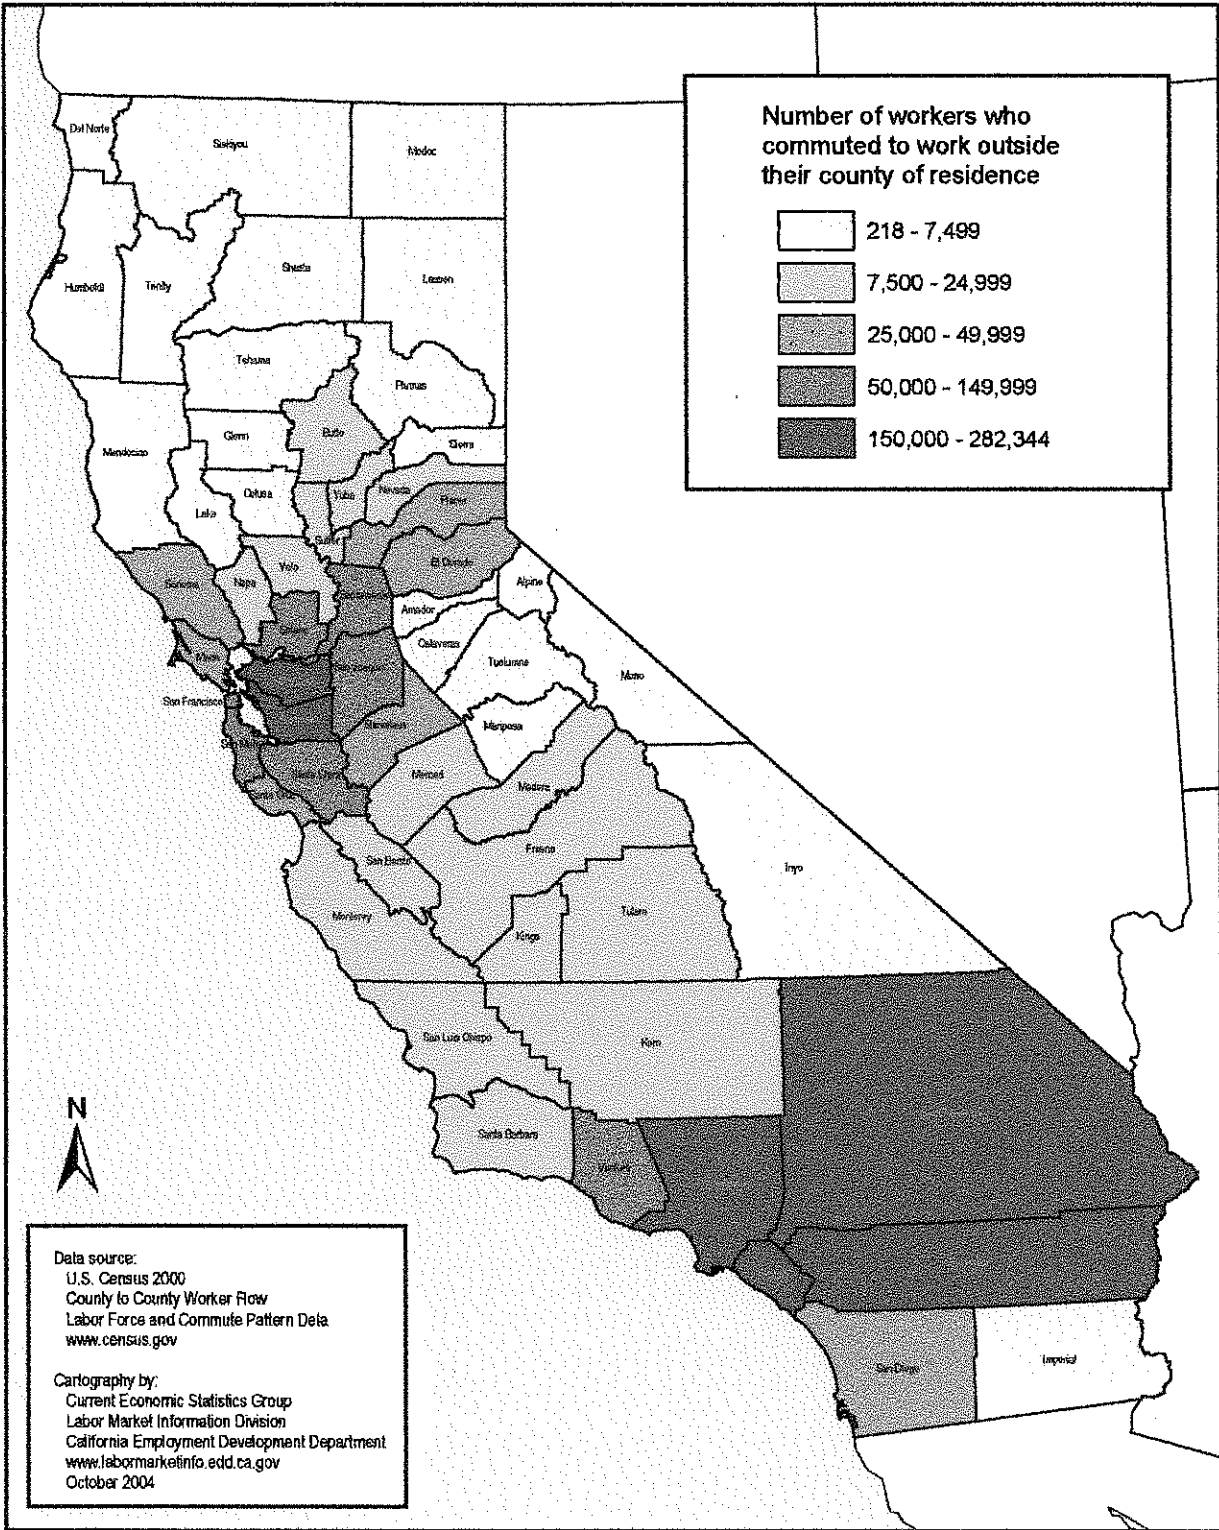 Number of workers who
commuted to work outside
their county of residence
218 - 7,499
7,500 - 24,999
25,000 - 49,999
50,000 - 149,999
150,000 - 282,344
Del Norte
Siskiyou
Modoc
Humboldt
Trinity
Shasta
Lassen
Tehama
Plumas
Mendocino
Glenn
Butte
Sierra
Lake
Colusa
Yuba
Nevada
Placer
Sutter
Sonoma
Napa
Yolo
El Dorado
Alpine
Amador
Calaveras
Marin
Tuolumne
Mono
San Francisco
Stanislaus
Mariposa
Santa Clara
Merced
Madera
San Benito
Fresno
Inyo
Monterey
Kings
Tulare
San Luis Obispo
Kern
N
Santa Barbara
Ventura
San Diego
Imperial
Data source:
U.S. Census 2000
County to County Worker Flow
Labor Force and Commute Pattern Data
www.census.gov
Cartography by:
Current Economic Statistics Group
Labor Market Information Division
California Employment Development Department
www.labormarketinfo.edd.ca.gov
October 2004